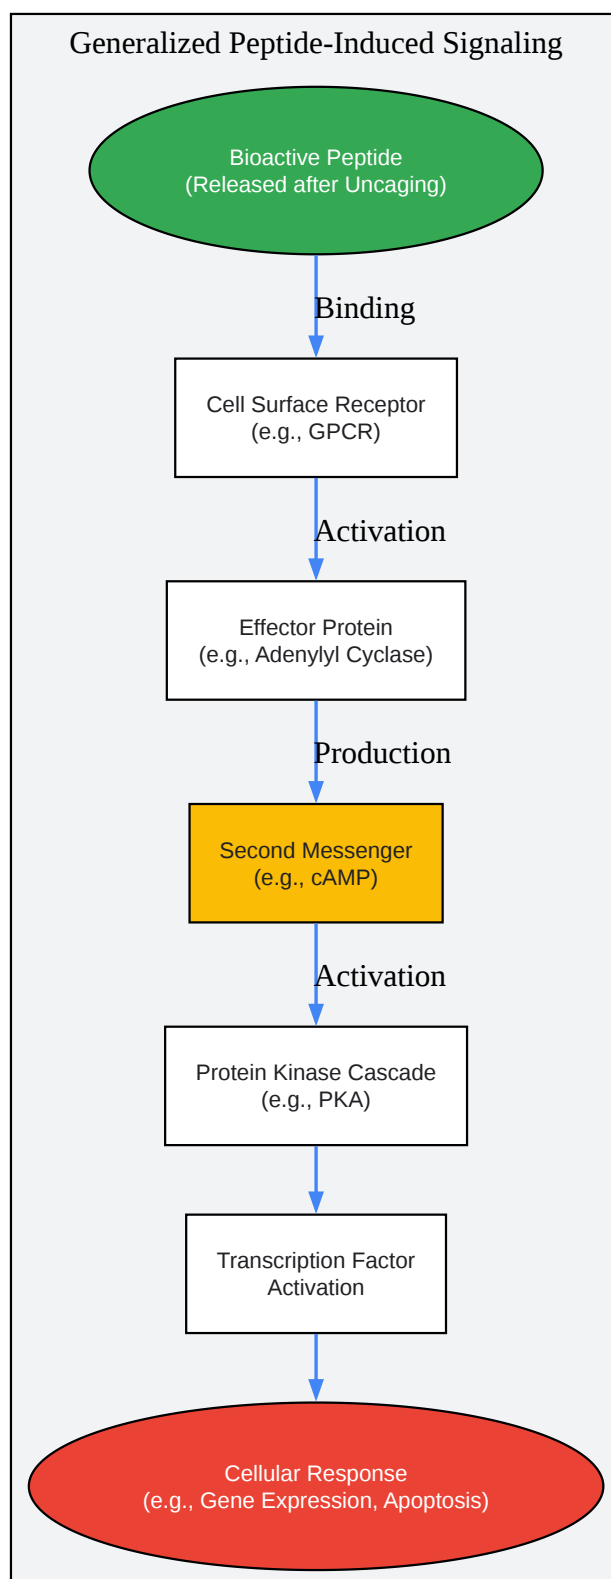 Generalized Peptide-Induced Signaling
Bioactive Peptide
(Released after Uncaging)
Binding
Cell Surface Receptor
(e.g., GPCR)
Activation
Effector Protein
(e.g., Adenylyl Cyclase)
Production
Second Messenger
(e.g., cAMP)
Activation
Protein Kinase Cascade
(e.g., PKA)
Transcription Factor
Activation
Cellular Response
(e.g., Gene Expression, Apoptosis)